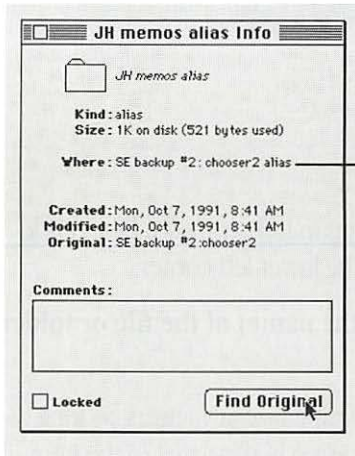 JH memos alias Info
JH memos alias
Kind: alias
Size: 1K on disk (521 bytes used)
Where: SE backup #2: chooser2 alias
Created: Mon, Oct 7, 1991, 8:41 AM
Modified: Mon, Oct 7, 1991, 8:41 AM
Original: SE backup #2:chooser2
Comments:
Locked
Find Original